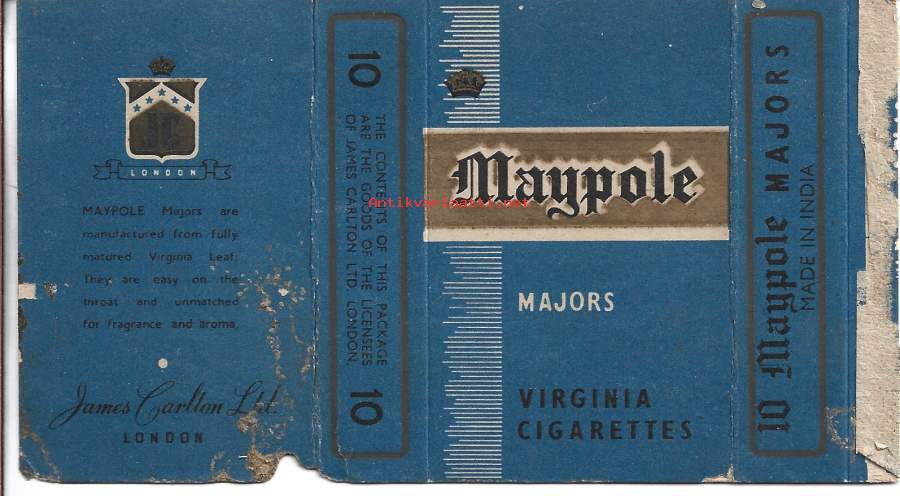 LONDON
MAYPOLE Majors are
manufactured from fully
matured Virginia Leaf.
They are easy on the
throat and unmatched
for fragrance and aroma.
James Carlton Ltd.
LONDON
10
THE CONTENTS OF THIS PACKAGE
ARE THE GOODS OF THE LICENSEES
OF JAMES CARLTON LTD. LONDON.
10
Maypole
Antikvariaatti.net
MAJORS
VIRGINIA
CIGARETTES
10 Maypole MAJORS
MADE IN INDIA